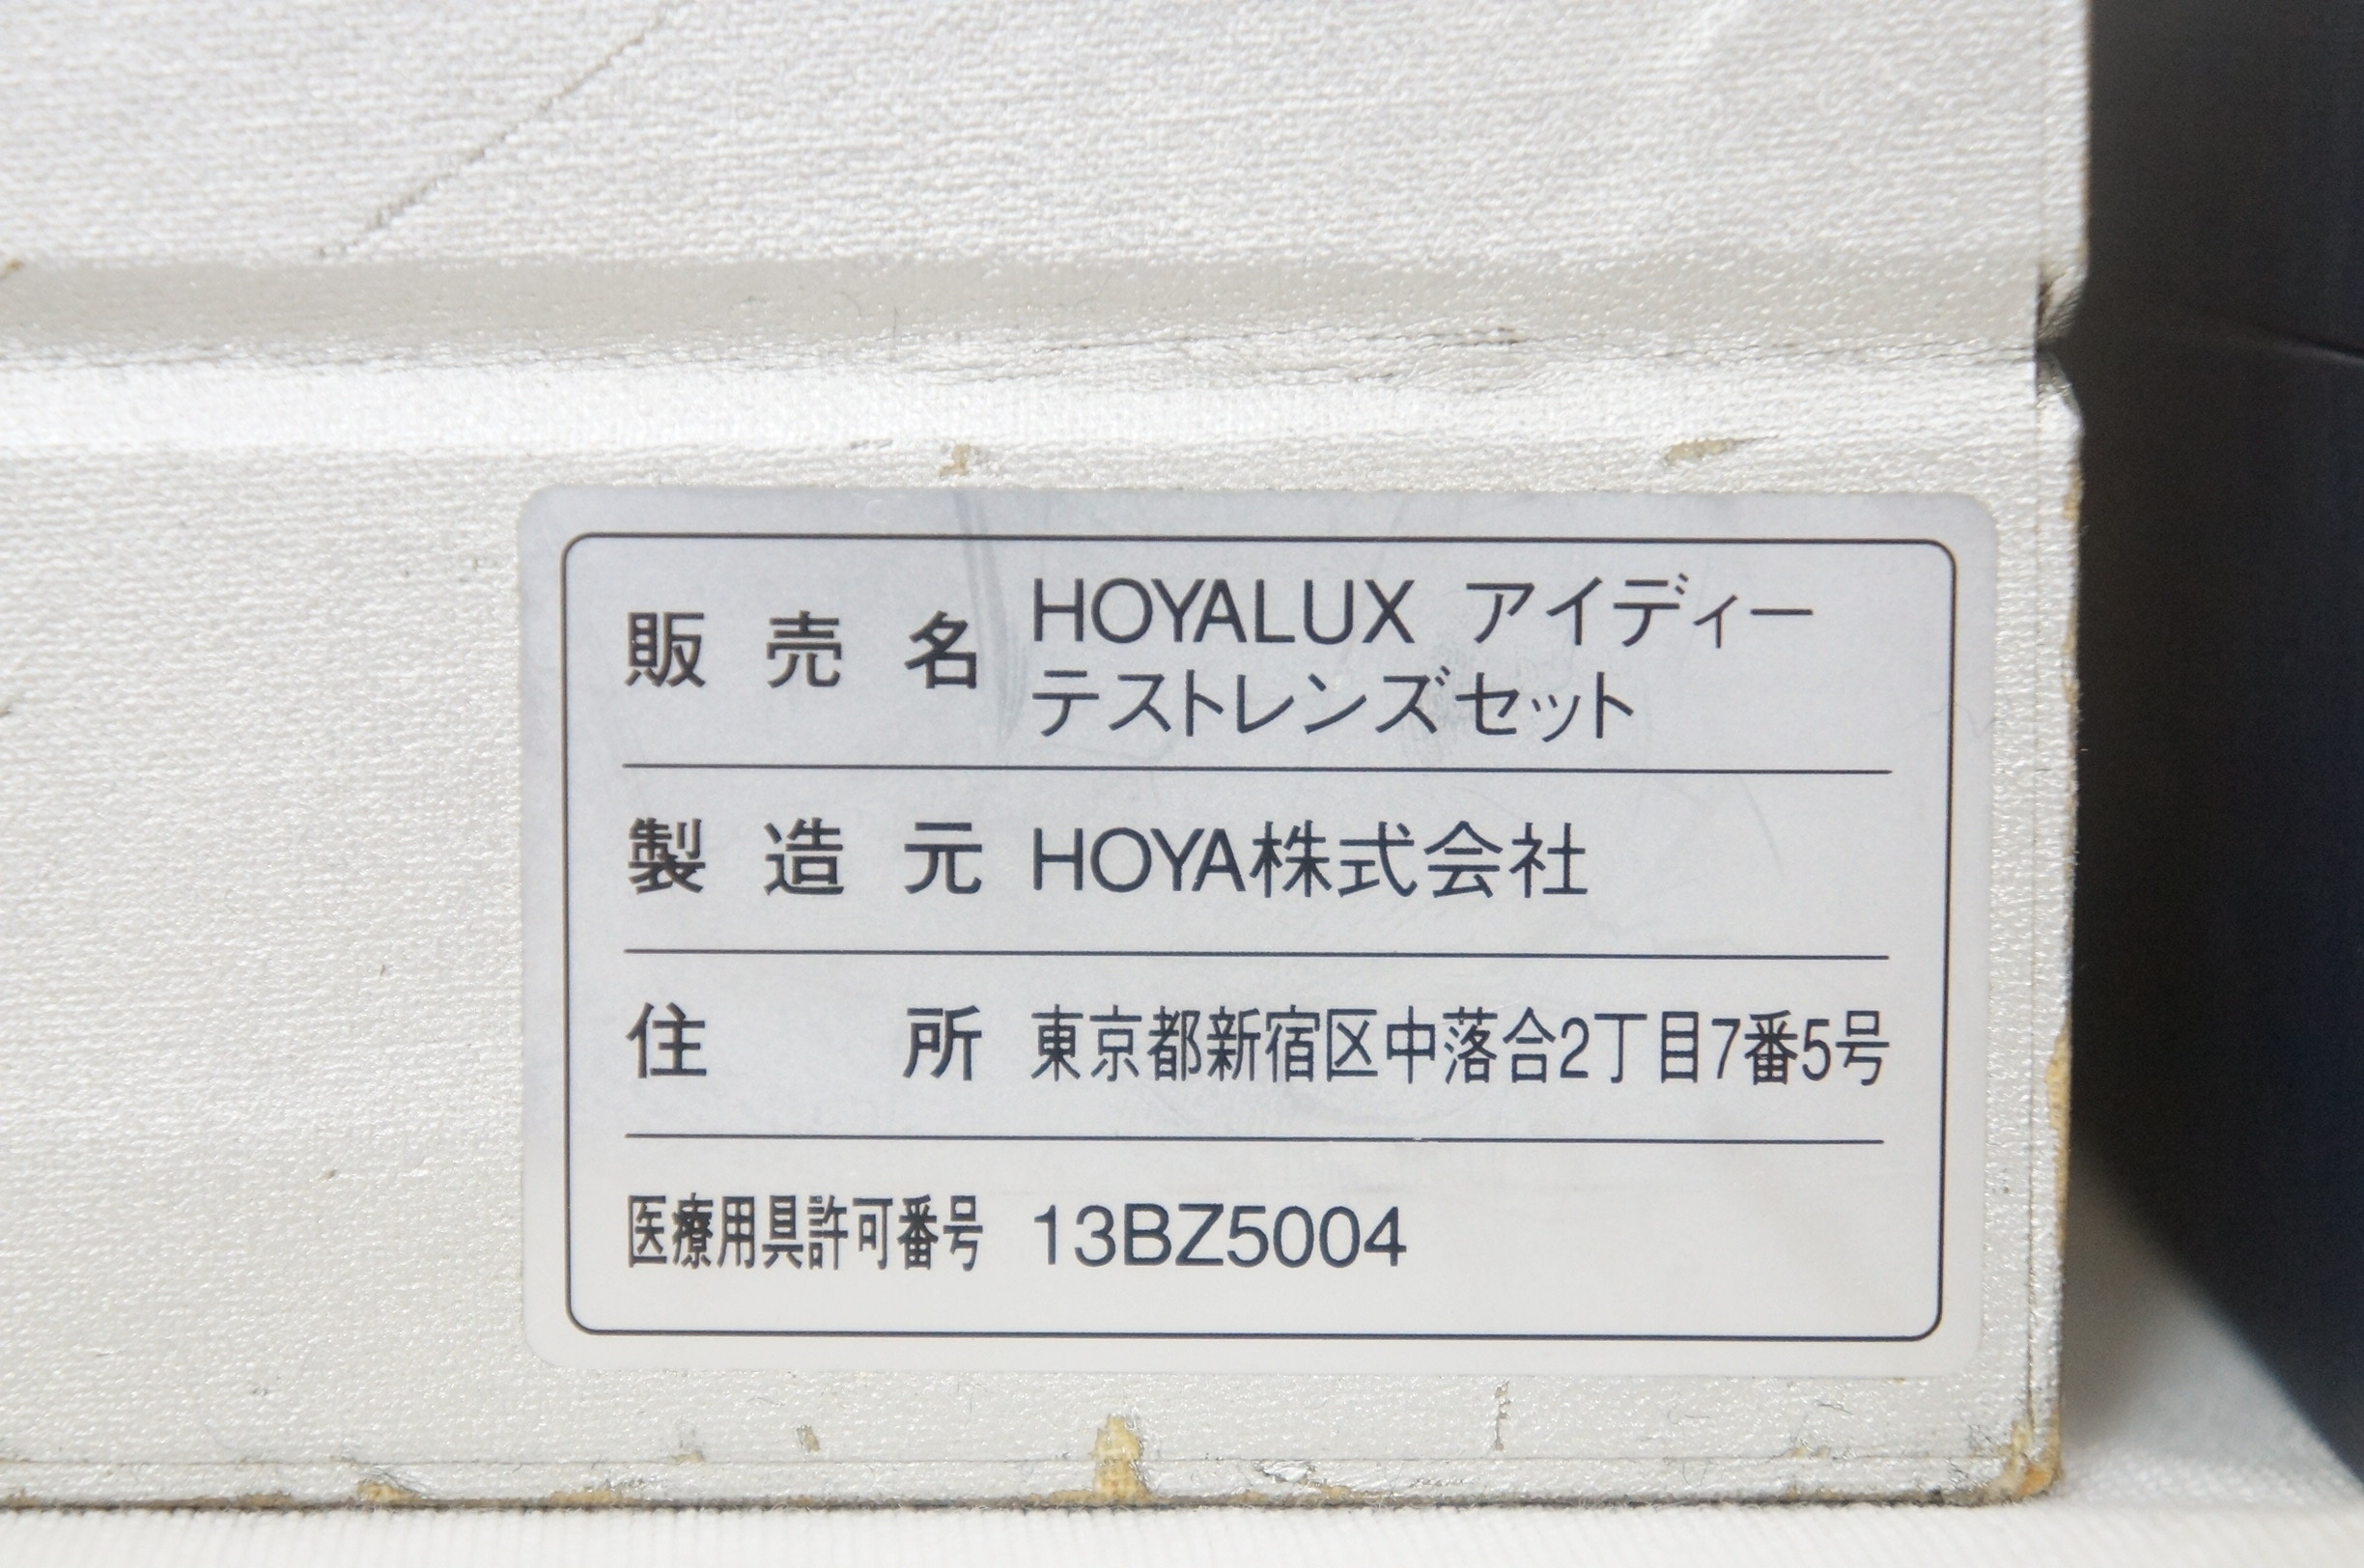 販売名 HOYALUX アイディー
テストレンズセット
製造元 HOYA株式会社
住所 東京都新宿区中落合2丁目7番5号
医療用具許可番号 13BZ5004